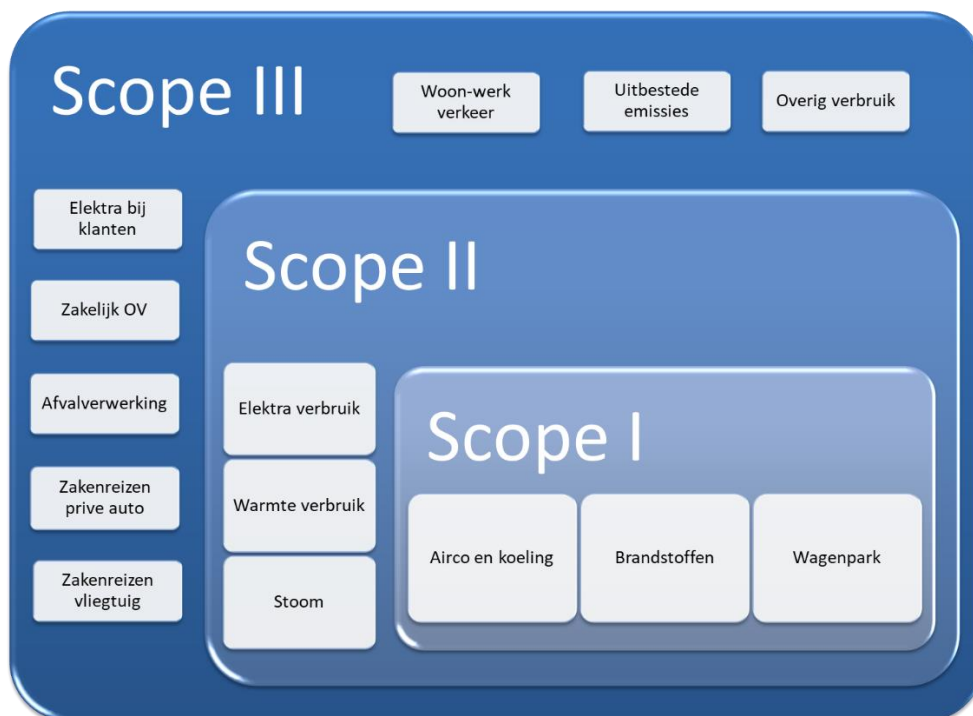 Scope III
Woon-werk
verkeer
Uitbestede
emissies
Overig verbruik
Elektra bij
klanten
Zakelijk OV
Afvalverwerking
Zakenreizen
prive auto
Zakenreizen
vliegtuig
Scope II
Elektra verbruik
Warmte verbruik
Stoom
Scope I
Airco en koeling
Brandstoffen
Wagenpark